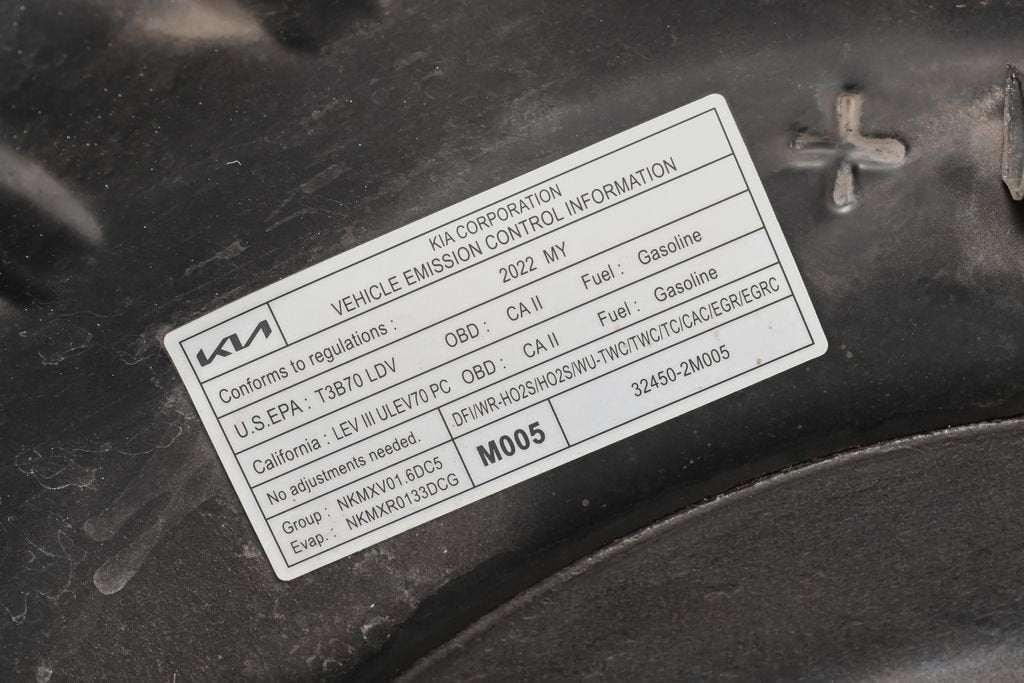 KIA CORPORATION
VEHICLE EMISSION CONTROL INFORMATION
KIA
Conforms to regulations : 2022 MY
U.S.EPA : T3B70 LDV OBD : CA II Fuel : Gasoline
California : LEV III ULEV70 PC OBD : CA II Fuel : Gasoline
No adjustments needed. DFI/WR-HO2S/HO2S/WU-TWC/TWC/TC/CAC/EGR/EGRC
Group : NKMXV01.6DC5
Evap. : NKMXR0133DCG
M005
32450-2M005